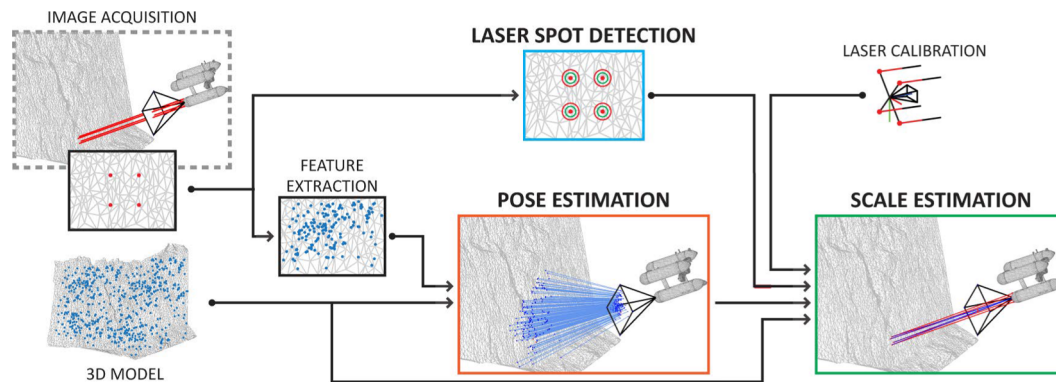 IMAGE ACQUISITION
LASER SPOT DETECTION
LASER CALIBRATION
FEATURE
EXTRACTION
POSE ESTIMATION
SCALE ESTIMATION
3D MODEL